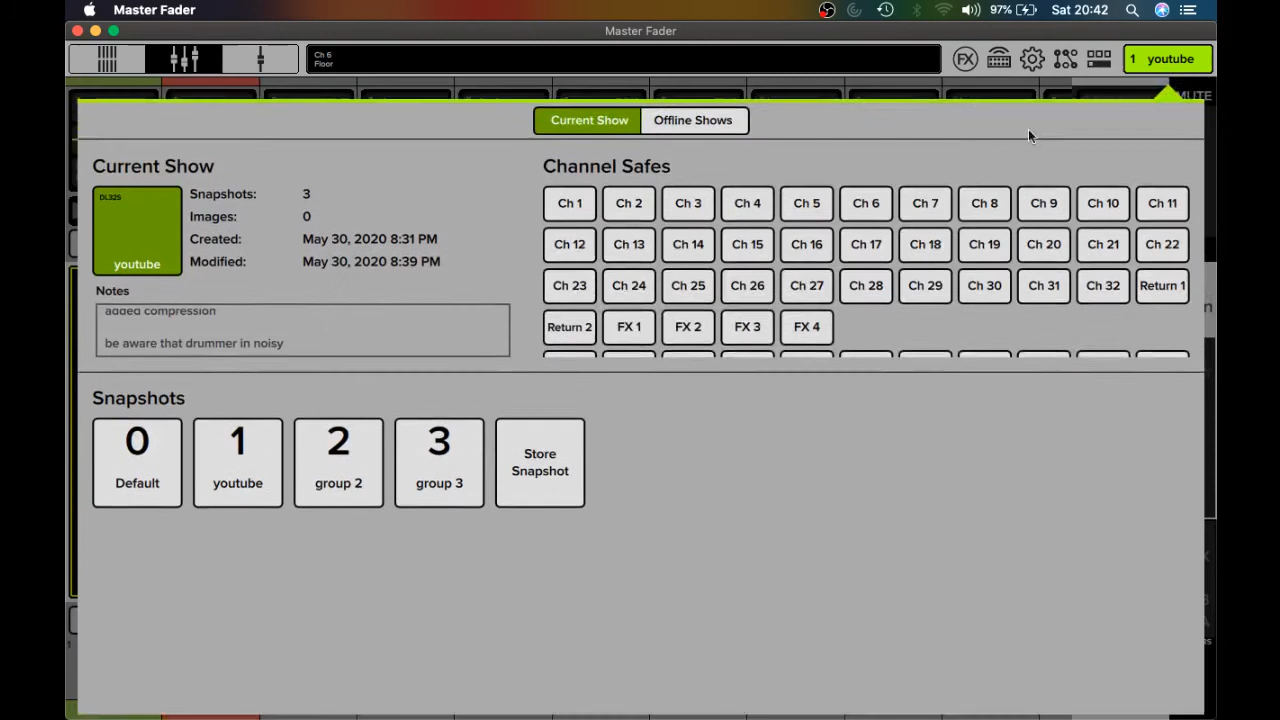 Master Fader
97%
Sat 20:42
Master Fader
Ch 6
Floor
FX
1 youtube
MUTE
Current Show
Offline Shows
Current Show
DL32S
youtube
Snapshots: 3
Images: 0
Created: May 30, 2020 8:31 PM
Modified: May 30, 2020 8:39 PM
Notes
added compression
be aware that drummer in noisy
Channel Safes
Ch 1 Ch 2 Ch 3 Ch 4 Ch 5 Ch 6 Ch 7 Ch 8 Ch 9 Ch 10 Ch 11
Ch 12 Ch 13 Ch 14 Ch 15 Ch 16 Ch 17 Ch 18 Ch 19 Ch 20 Ch 21 Ch 22
Ch 23 Ch 24 Ch 25 Ch 26 Ch 27 Ch 28 Ch 29 Ch 30 Ch 31 Ch 32 Return 1
Return 2 FX 1 FX 2 FX 3 FX 4
Snapshots
0 1 2 3
Default youtube group 2 group 3
Store
Snapshot